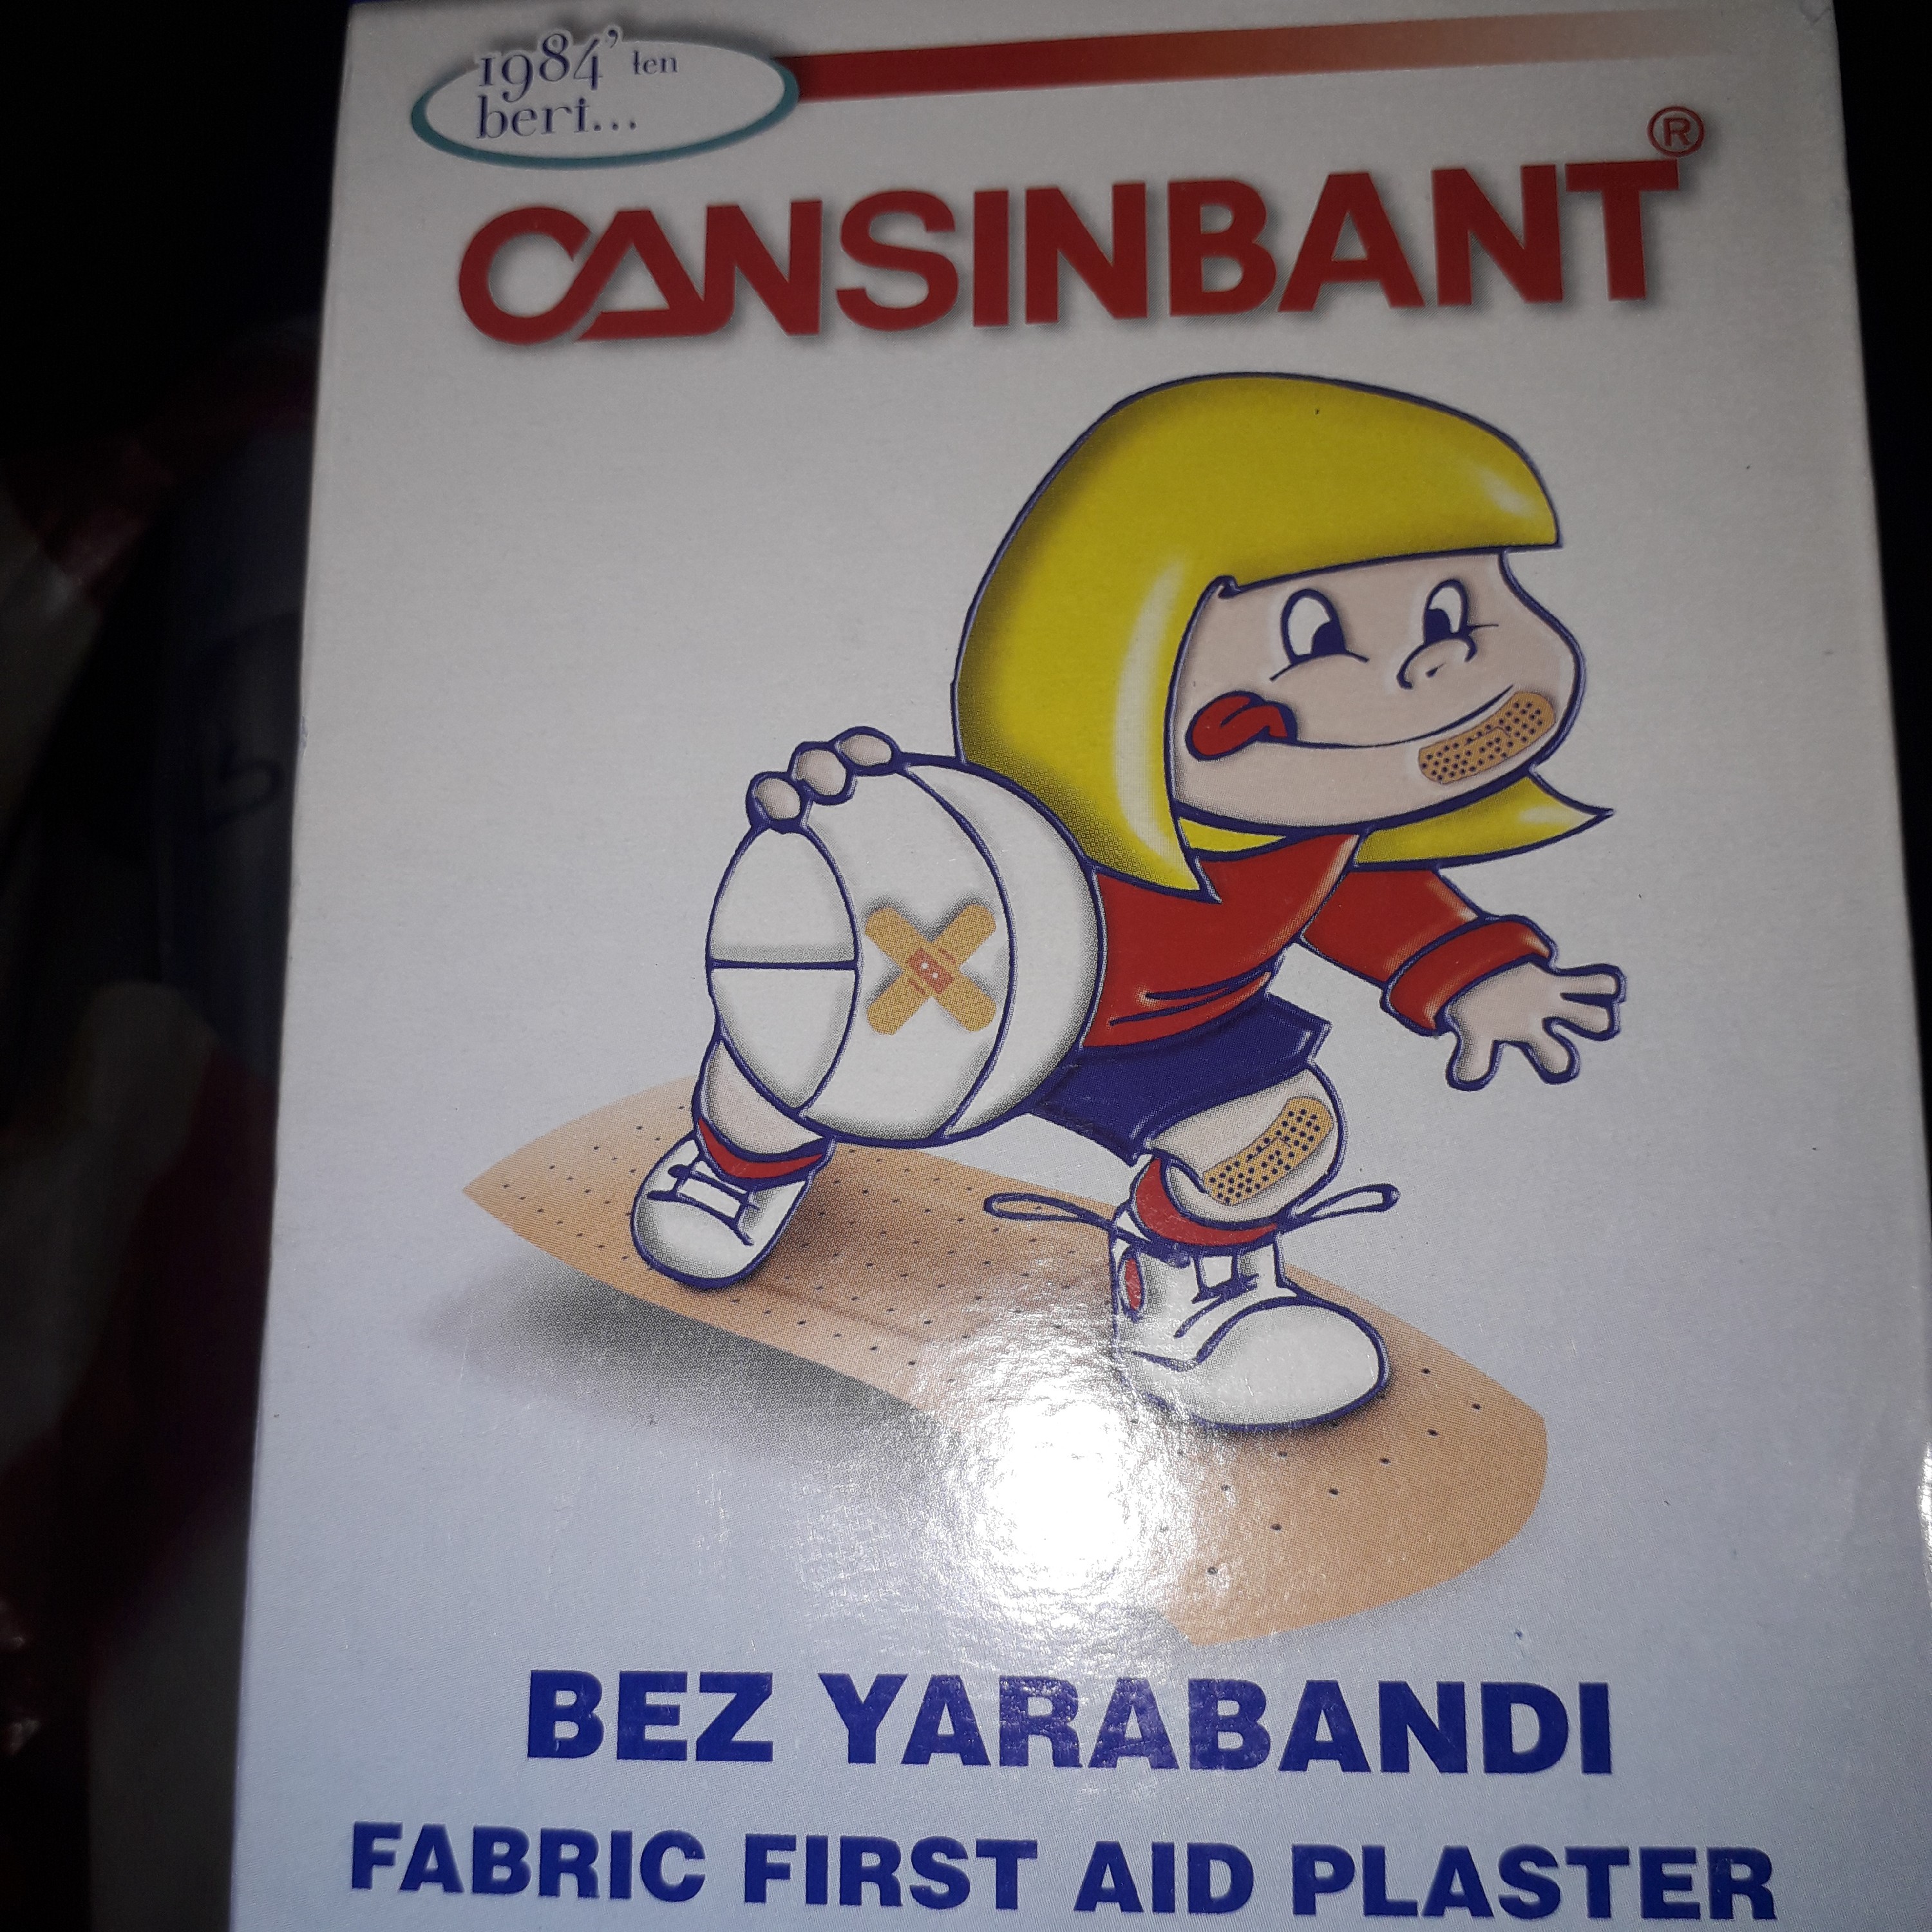 1984'ten
beri...
CANSINBANT®
BEZ YARABANDI
FABRIC FIRST AID PLASTER